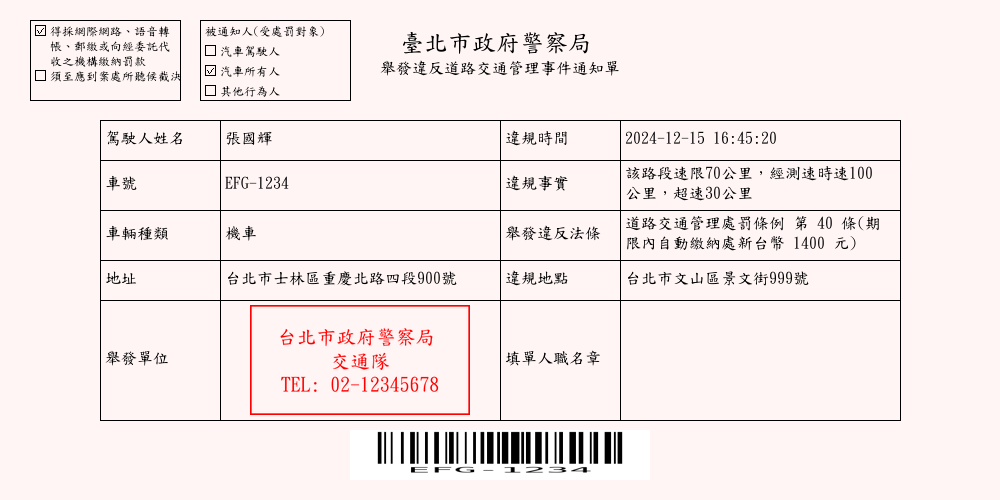 得採網際網路、語音轉
帳、郵繳或向經委託代
收之機構繳納罰款
須至應到案處所聽候裁決
被通知人(受處罰對象)
汽車駕駛人
汽車所有人
其他行為人
臺北市政府警察局
舉發違反道路交通管理事件通知單
駕駛人姓名
張國輝
違規時間
2024-12-15 16:45:20
車號
EFG-1234
違規事實
該路段速限70公里，經測速時速100
公里，超速30公里
車輛種類
機車
舉發違反法條
道路交通管理處罰條例 第 40 條(期
限內自動繳納處新台幣 1400 元)
地址
台北市士林區重慶北路四段900號
違規地點
台北市文山區景文街999號
舉發單位
台北市政府警察局
交通隊
TEL: 02-12345678
填單人職名章
EFG-1234